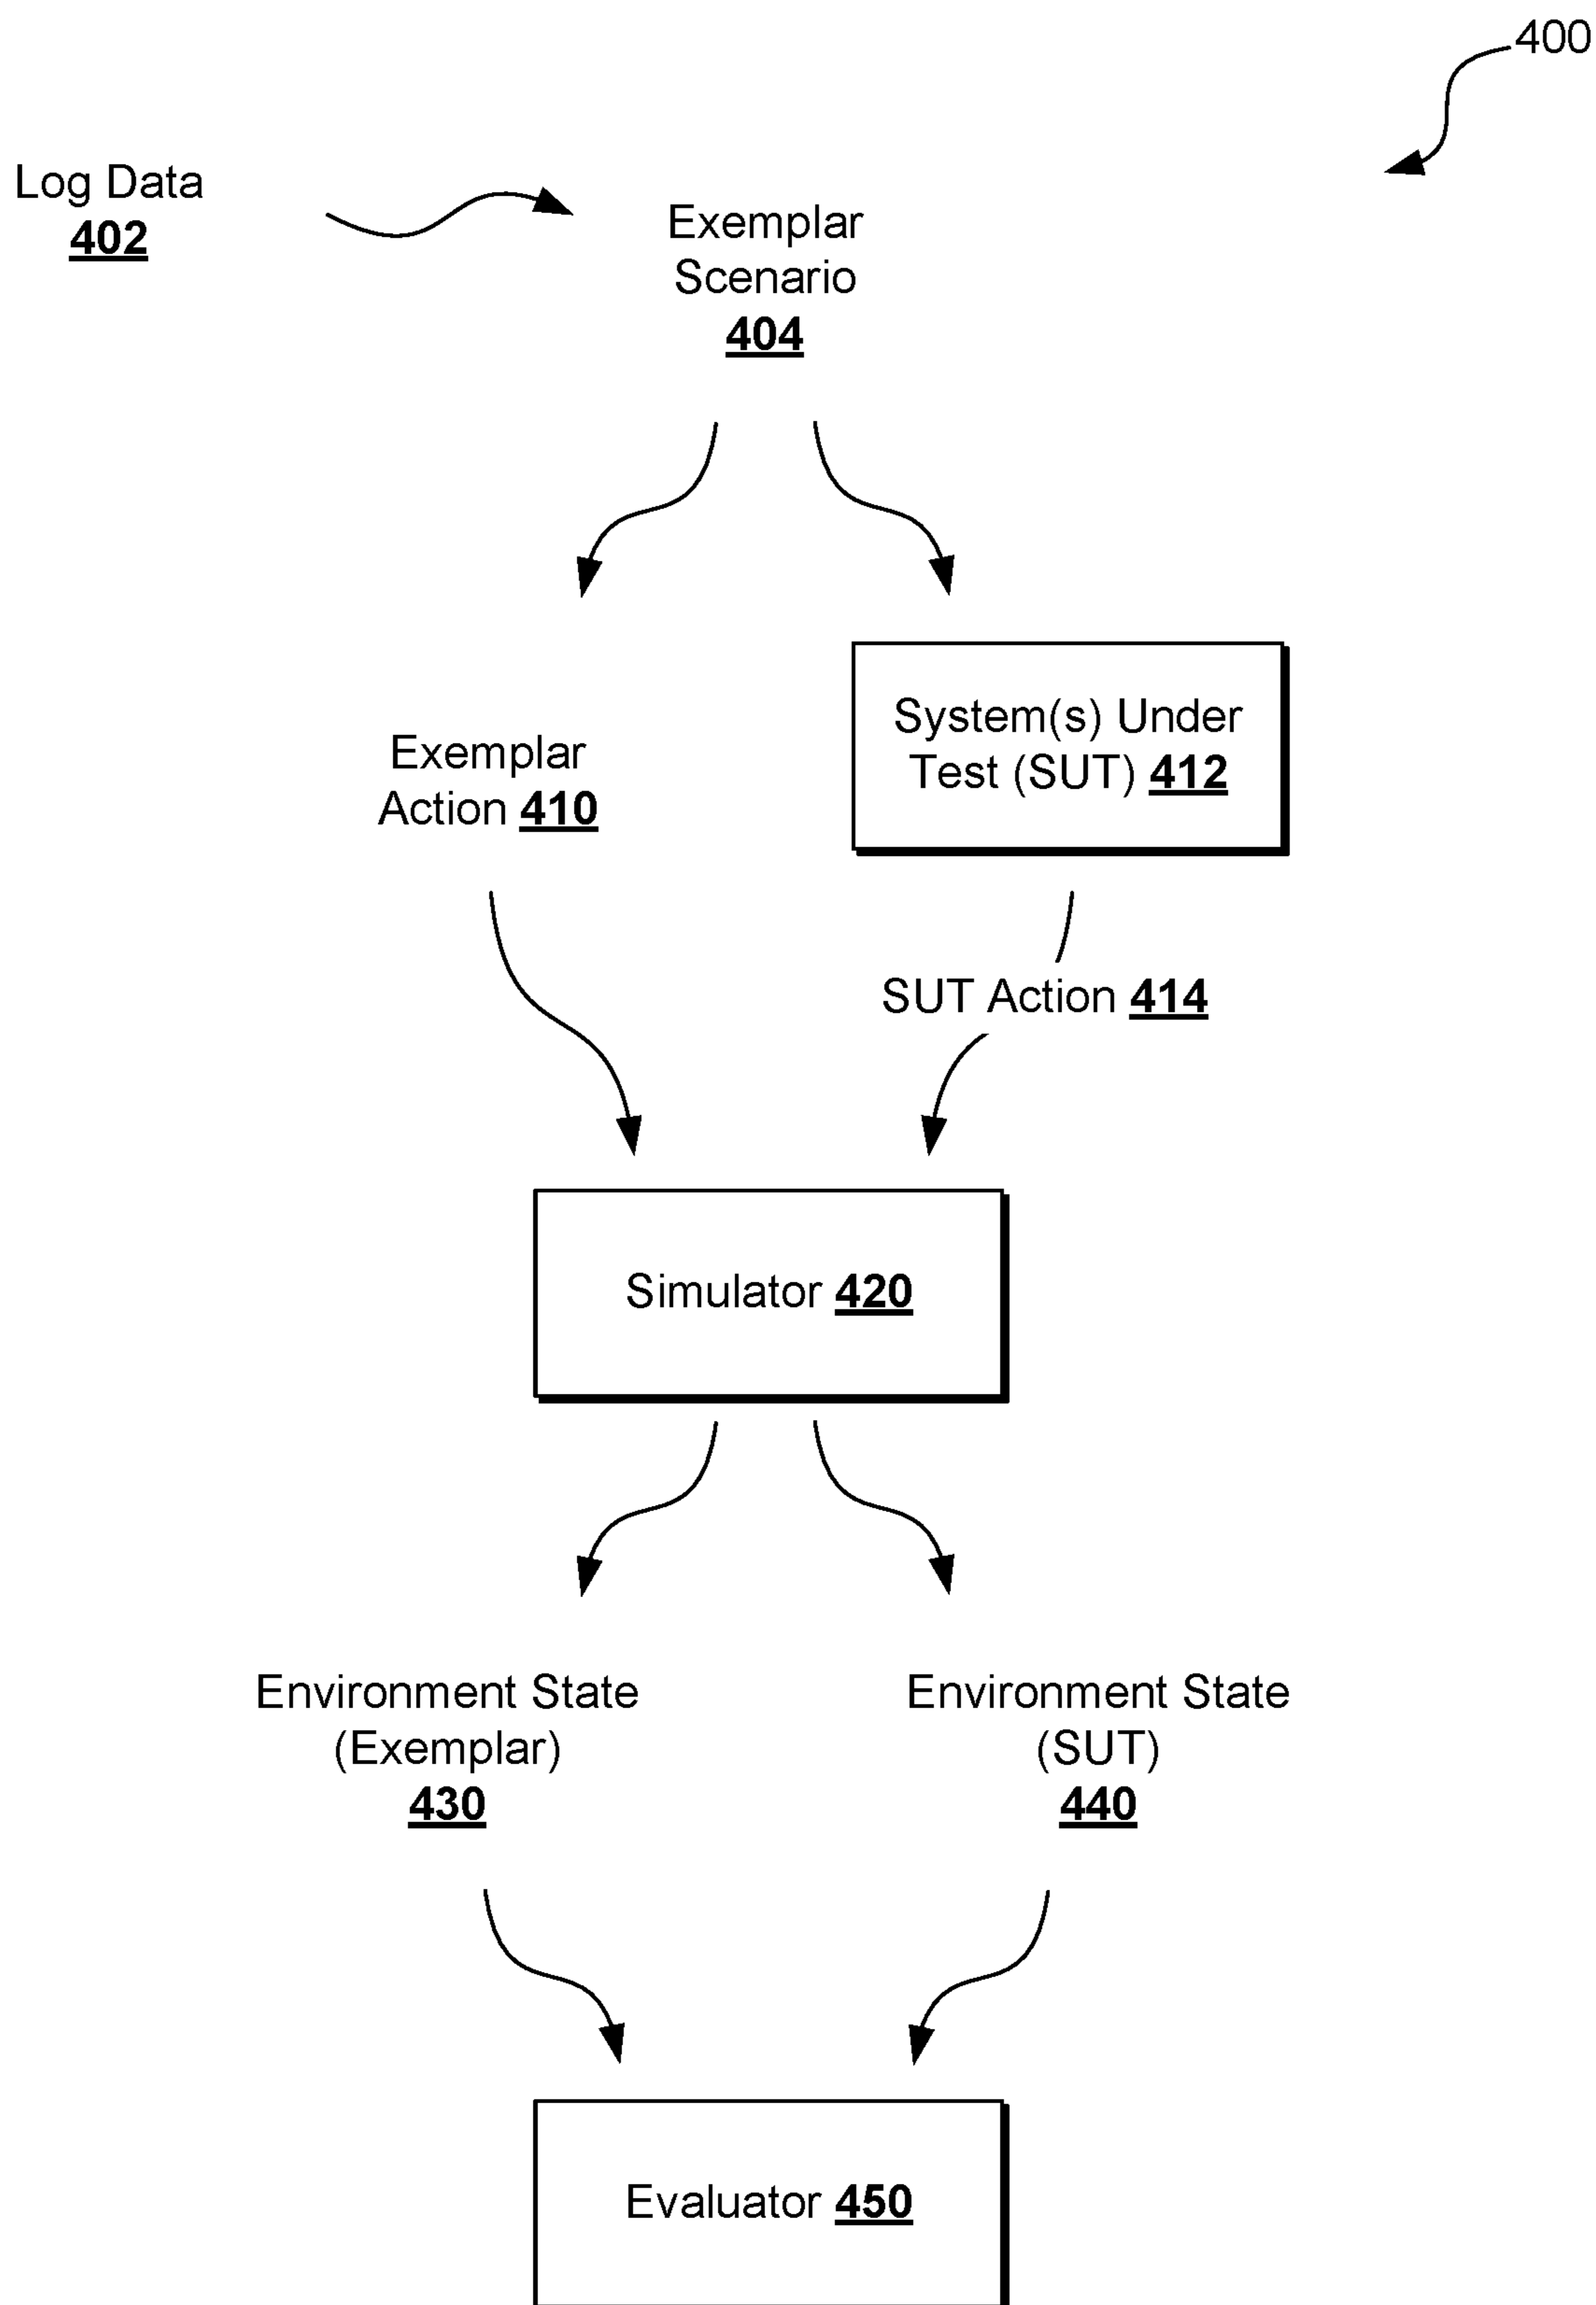 400
Log Data
402
Exemplar
Scenario
404
System(s) Under
Test (SUT) 412
Exemplar
Action 410
SUT Action 414
Simulator 420
Environment State
(Exemplar)
430
Environment State
(SUT)
440
Evaluator 450